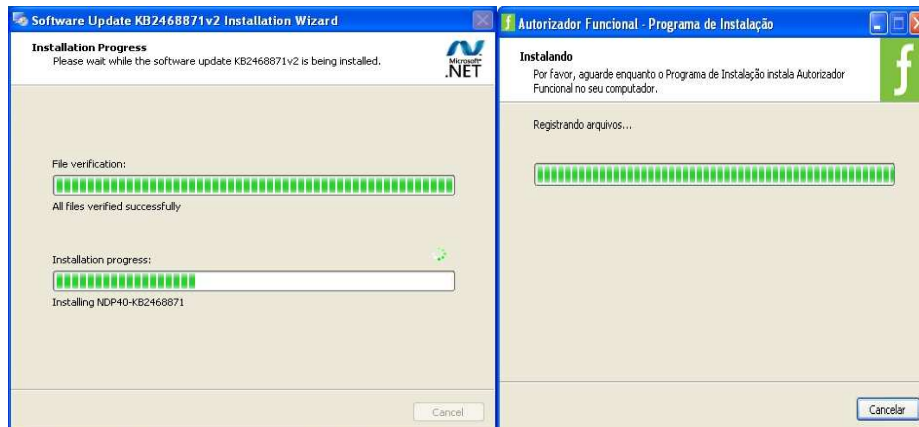 Software Update KB2468871v2 Installation Wizard
Installation Progress
Please wait while the software update KB2468871v2 is being installed.
Microsoft®
.NET
File verification:
All files verified successfully
Installation progress:
Installing NDP40-KB2468871
Cancel
f Autorizador Funcional - Programa de Instalação
Instalando
Por favor, aguarde enquanto o Programa de Instalação instala Autorizador
Funcional no seu computador.
f
Registrando arquivos...
Cancelar